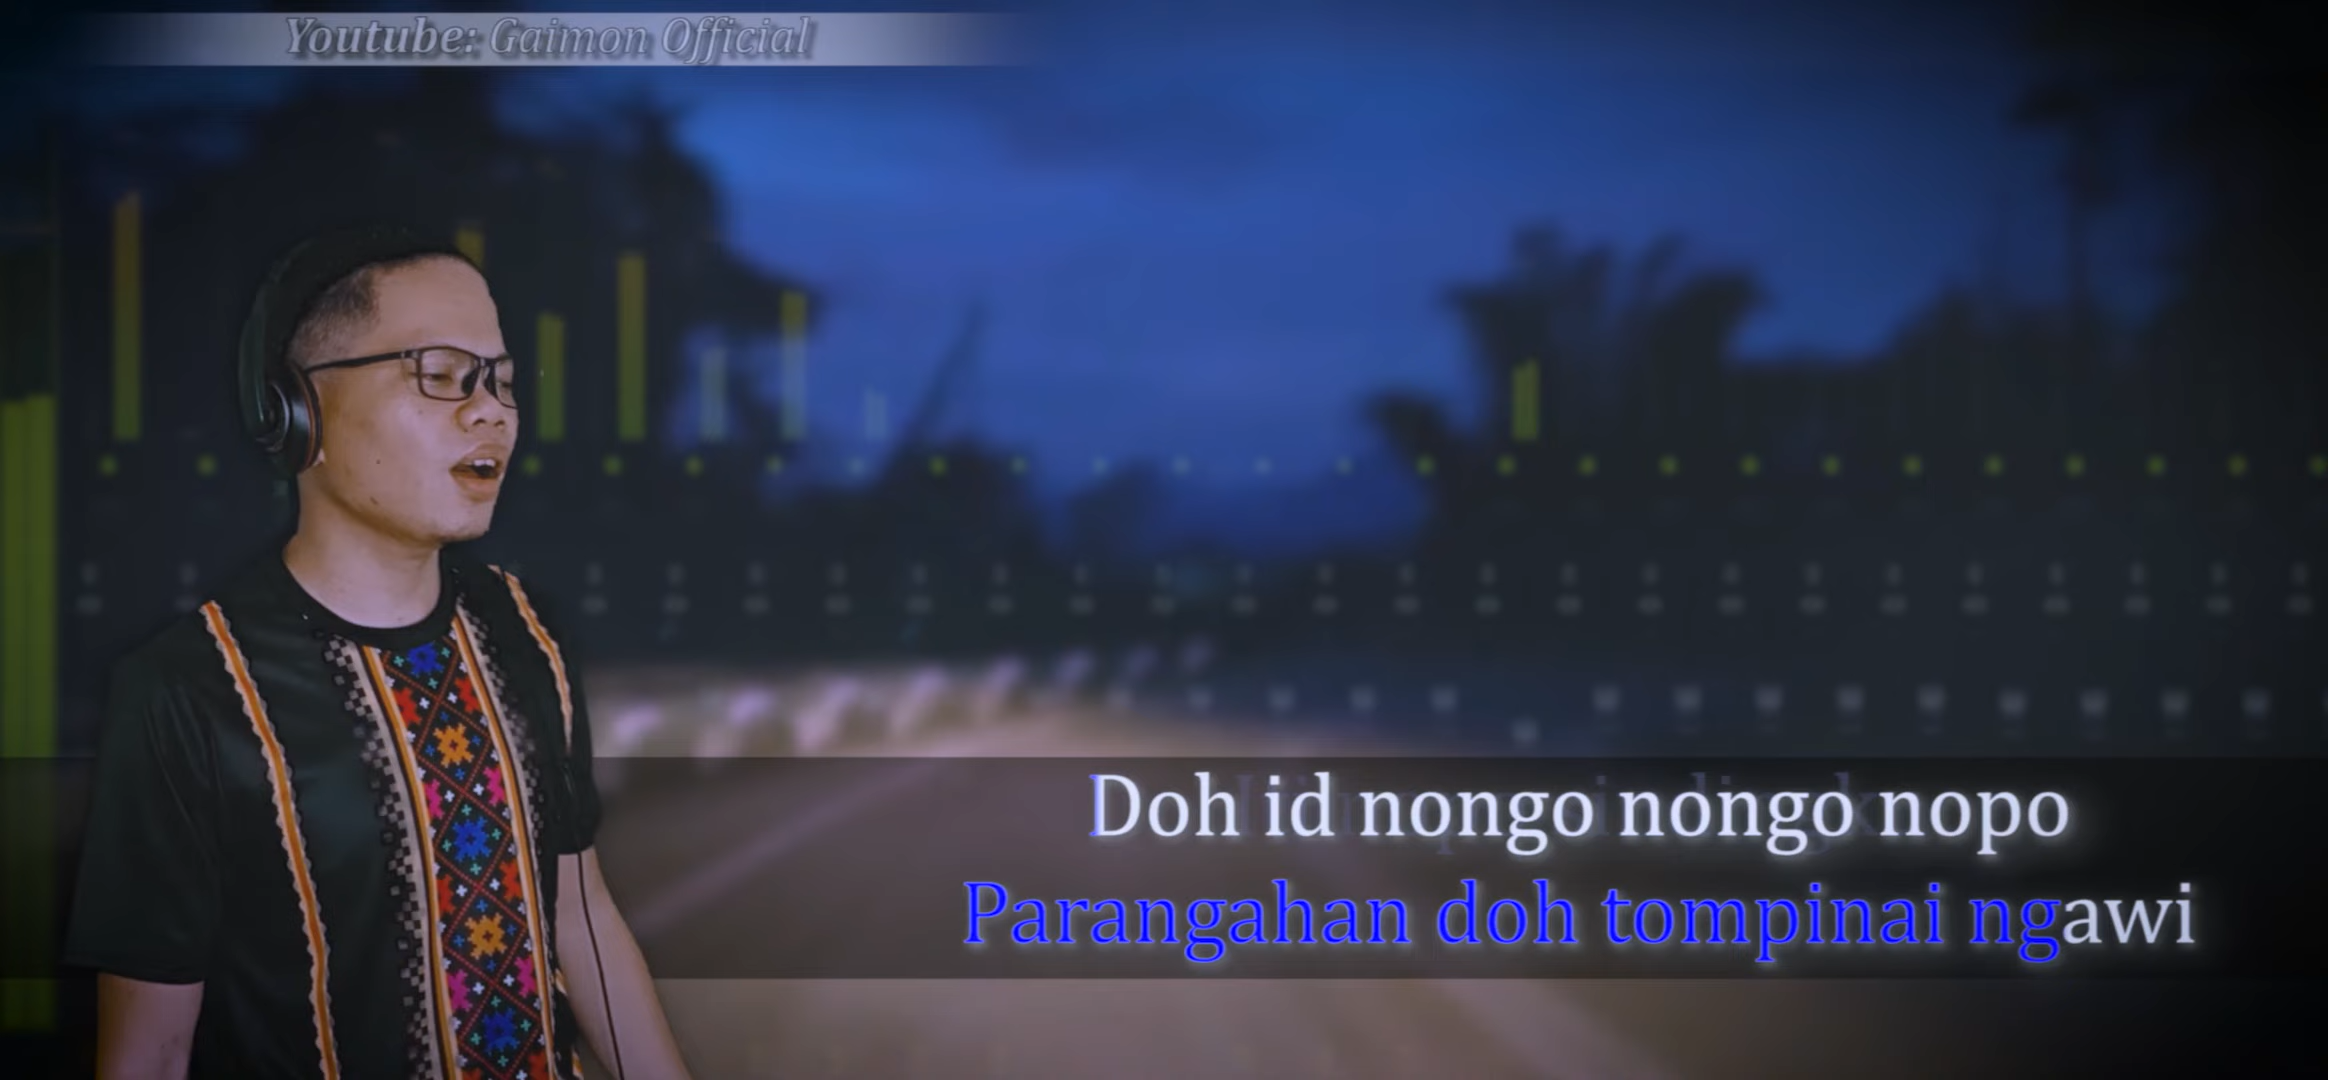 Youtube: Gaimon Official
Doh id nongo nongo nopo
Parangahan doh tompinai ngawi